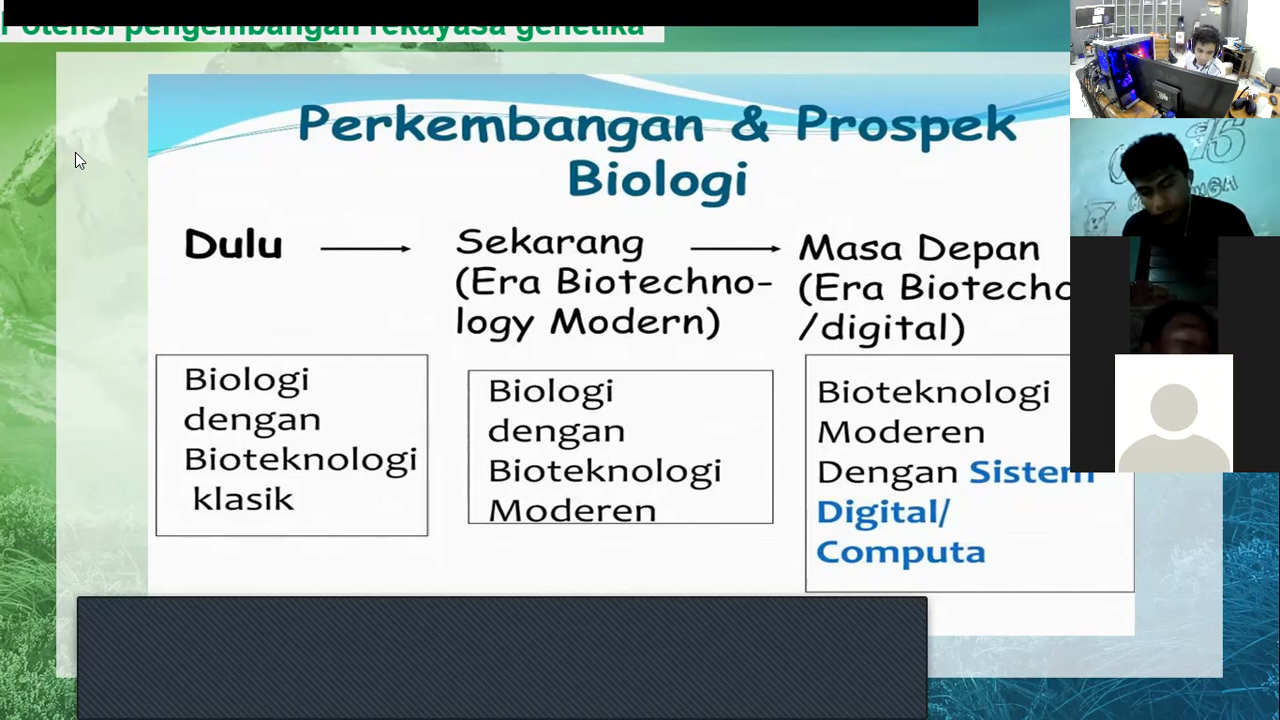 Potensi pengembangan rekayasa genetika
Perkembangan & Prospek
Biologi
Dulu
Sekarang
(Era Biotechno-
logy Modern)
Masa Depan
(Era Biotechc
/digital)
Biologi
dengan
Bioteknologi
klasik
Biologi
dengan
Bioteknologi
Moderen
Bioteknologi
Moderen
Dengan Sistem
Digital/
Computa